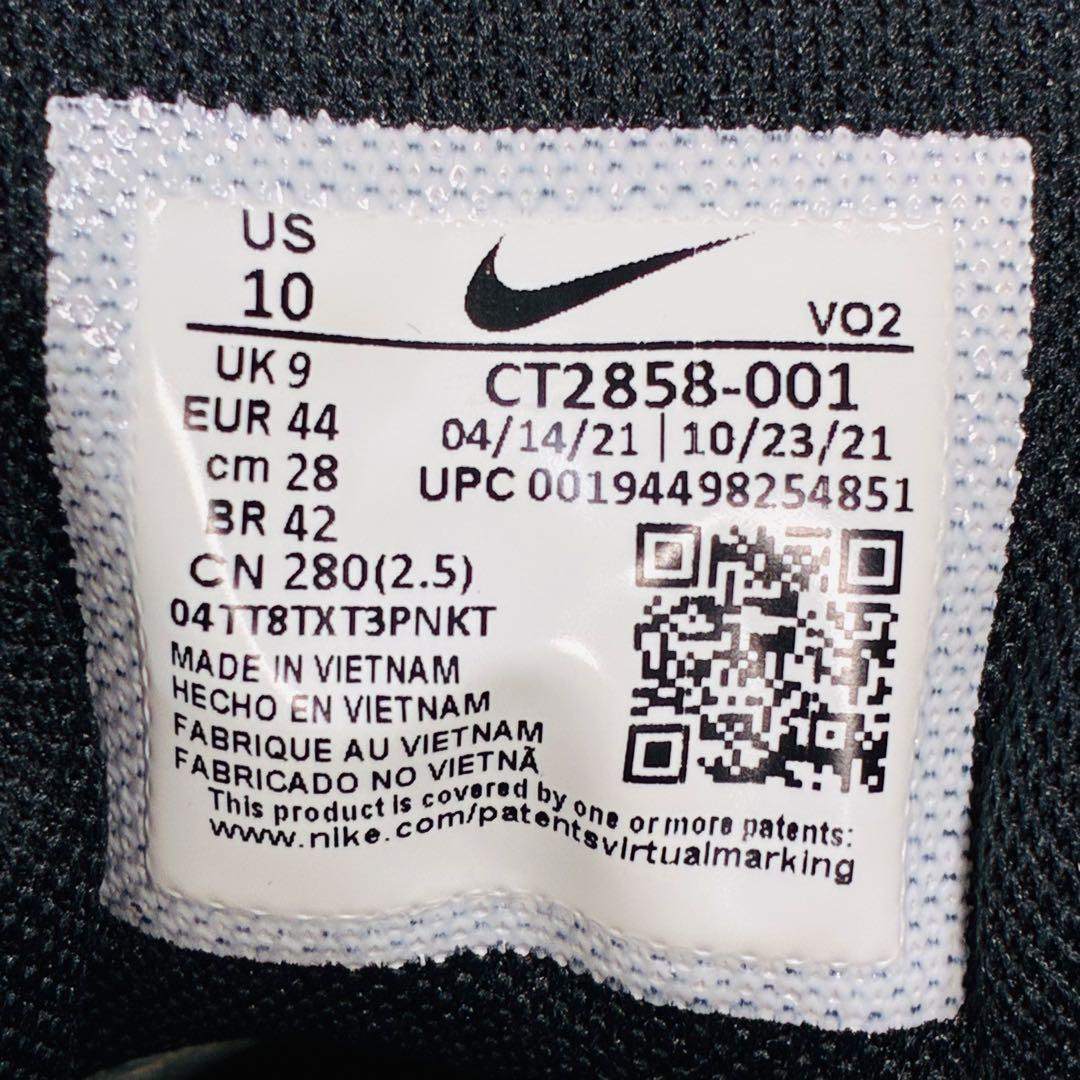 US
10
VO2
UK 9
EUR 44
cm 28
BR 42
CN 280(2.5)
CT2858-001
04/14/21 | 10/23/21
UPC 00194498254851
04TT8TXT3PNKT
MADE IN VIETNAM
HECHO EN VIETNAM
FABRIQUE AU VIETNAM
FABRICADO NO VIETNÃ
This product is covered by one or more patents:
www.nike.com/patentsvirtualmarking